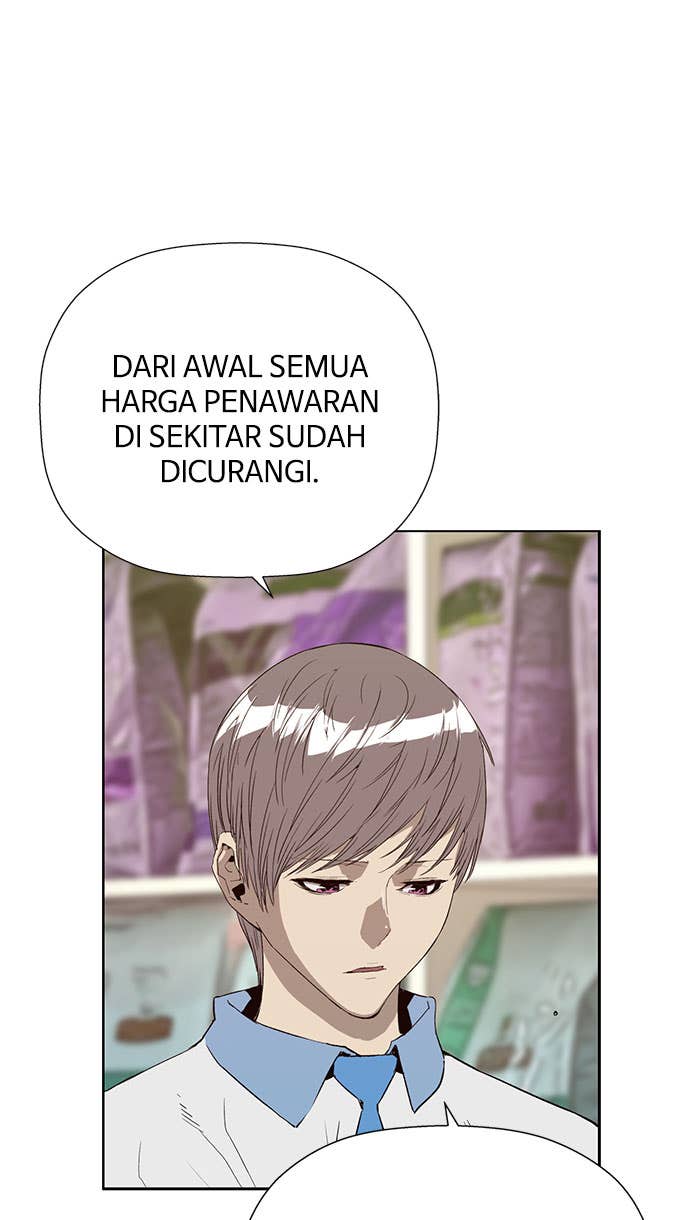 DARI AWAL SEMUA
HARGA PENAWARAN
DI SEKITAR SUDAH
DICURANGI.